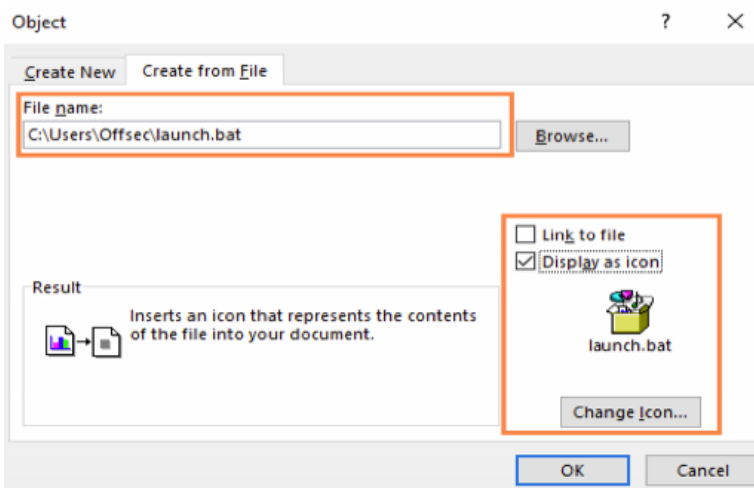 Object ? ×
Create New Create from File
File name:
C:\Users\Offsec\launch.bat Browse...
Link to file
Display as icon
Result
Inserts an icon that represents the contents
of the file into your document.
launch.bat
Change Icon...
OK Cancel